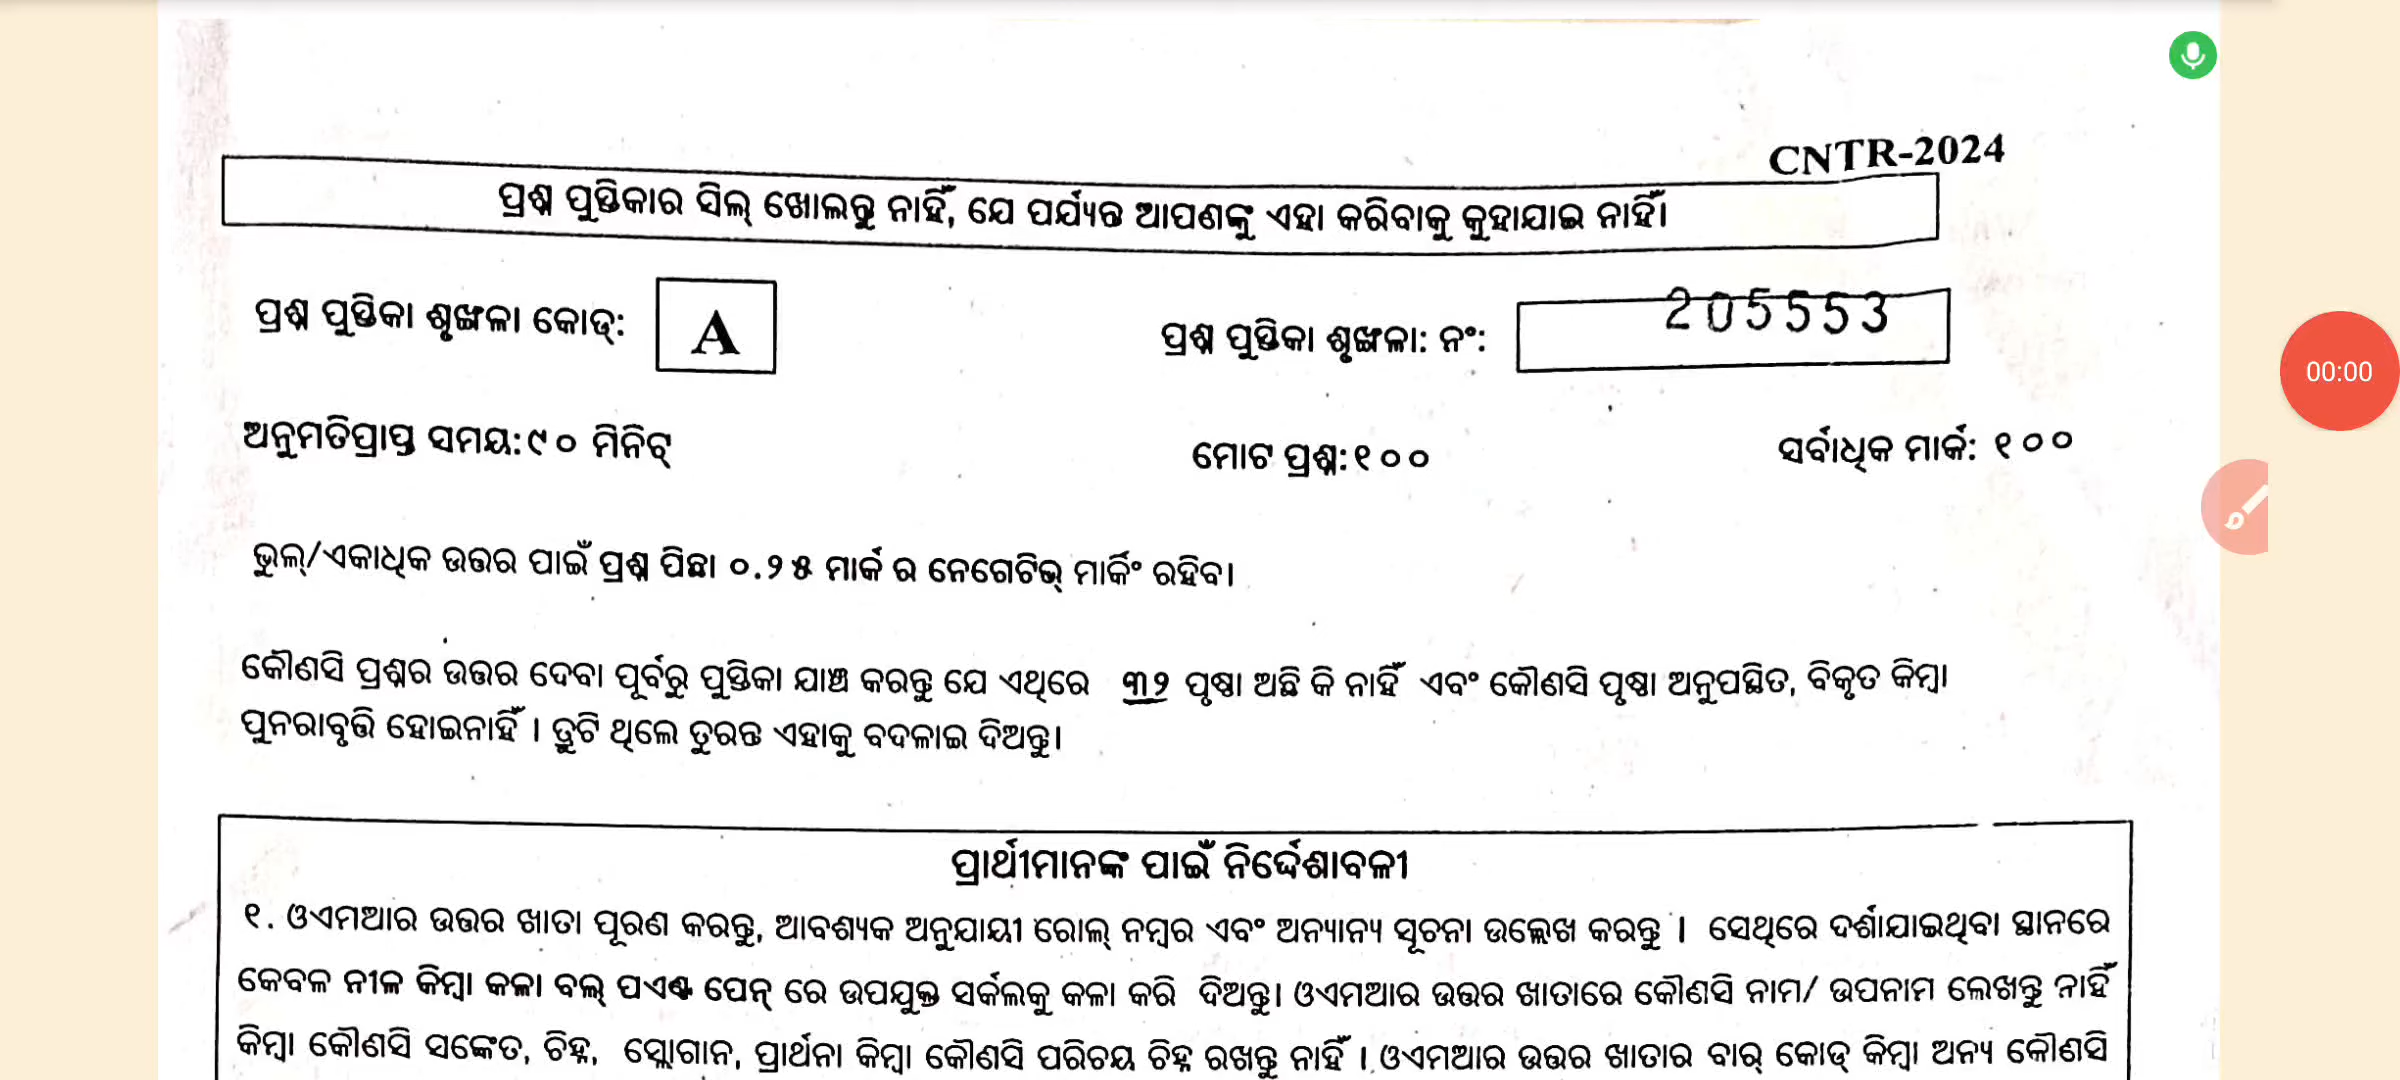 CNTR-2024
ପ୍ରଶ୍ନ ପୁସ୍ତିକାର ସିଲ୍ ଖୋଲନ୍ତୁ ନାହିଁ, ଯେ ପର୍ଯ୍ୟନ୍ତ ଆପଣଙ୍କୁ ଏହା କରିବାକୁ କୁହାଯାଇ ନାହିଁ।
ପ୍ରଶ୍ନ ପୁସ୍ତିକା ଶୃଙ୍ଖଳା କୋଡ୍: A ପ୍ରଶ୍ନ ପୁସ୍ତିକା ଶୃଙ୍ଖଳା: ନଂ: 205553
00:00
ଅନୁମତିପ୍ରାପ୍ତ ସମୟ:୯୦ ମିନିଟ୍ ମୋଟ ପ୍ରଶ୍ନ:୧୦୦ ସର୍ବାଧିକ ମାର୍କ: ୧୦୦
ଭୁଲ୍/ଏକାଧିକ ଉତ୍ତର ପାଇଁ ପ୍ରଶ୍ନ ପିଛା ୦.୨୫ ମାର୍କ ର ନେଗେଟିଭ୍ ମାର୍କିଂ ରହିବ।
କୌଣସି ପ୍ରଶ୍ନର ଉତ୍ତର ଦେବା ପୂର୍ବରୁ ପୁସ୍ତିକା ଯାଞ୍ଚ କରନ୍ତୁ ଯେ ଏଥିରେ ୩୨ ପୃଷ୍ଠା ଅଛି କି ନାହିଁ ଏବଂ କୌଣସି ପୃଷ୍ଠା ଅନୁପସ୍ଥିତ, ବିକୃତ କିମ୍ବା
ପୁନରାବୃତ୍ତି ହୋଇନାହିଁ । ତ୍ରୁଟି ଥିଲେ ତୁରନ୍ତ ଏହାକୁ ବଦଳାଇ ଦିଅନ୍ତୁ।
ପ୍ରାର୍ଥୀମାନଙ୍କ ପାଇଁ ନିର୍ଦ୍ଦେଶାବଳୀ
୧. ଓଏମଆର ଉତ୍ତର ଖାତା ପୂରଣ କରନ୍ତୁ, ଆବଶ୍ୟକ ଅନୁଯାୟୀ ରୋଲ୍ ନମ୍ବର ଏବଂ ଅନ୍ୟାନ୍ୟ ସୂଚନା ଉଲ୍ଲେଖ କରନ୍ତୁ । ସେଥିରେ ଦର୍ଶାଯାଇଥିବା ସ୍ଥାନରେ
କେବଳ ନୀଳ କିମ୍ବା କଳା ବଲ୍ ପଏଣ୍ଟ ପେନ୍ ରେ ଉପଯୁକ୍ତ ସର୍କଲକୁ କଳା କରି ଦିଅନ୍ତୁ। ଓଏମଆର ଉତ୍ତର ଖାତାରେ କୌଣସି ନାମ/ ଉପନାମ ଲେଖନ୍ତୁ ନାହିଁ
କିମ୍ବା କୌଣସି ସଙ୍କେତ, ଚିହ୍ନ, ସ୍ଲୋଗାନ, ପ୍ରାର୍ଥନା କିମ୍ବା କୌଣସି ପରିଚୟ ଚିହ୍ନ ରଖନ୍ତୁ ନାହିଁ । ଓଏମଆର ଉତ୍ତର ଖାତାର ବାର୍ କୋଡ୍ କିମ୍ବା ଅନ୍ୟ କୌଣସି